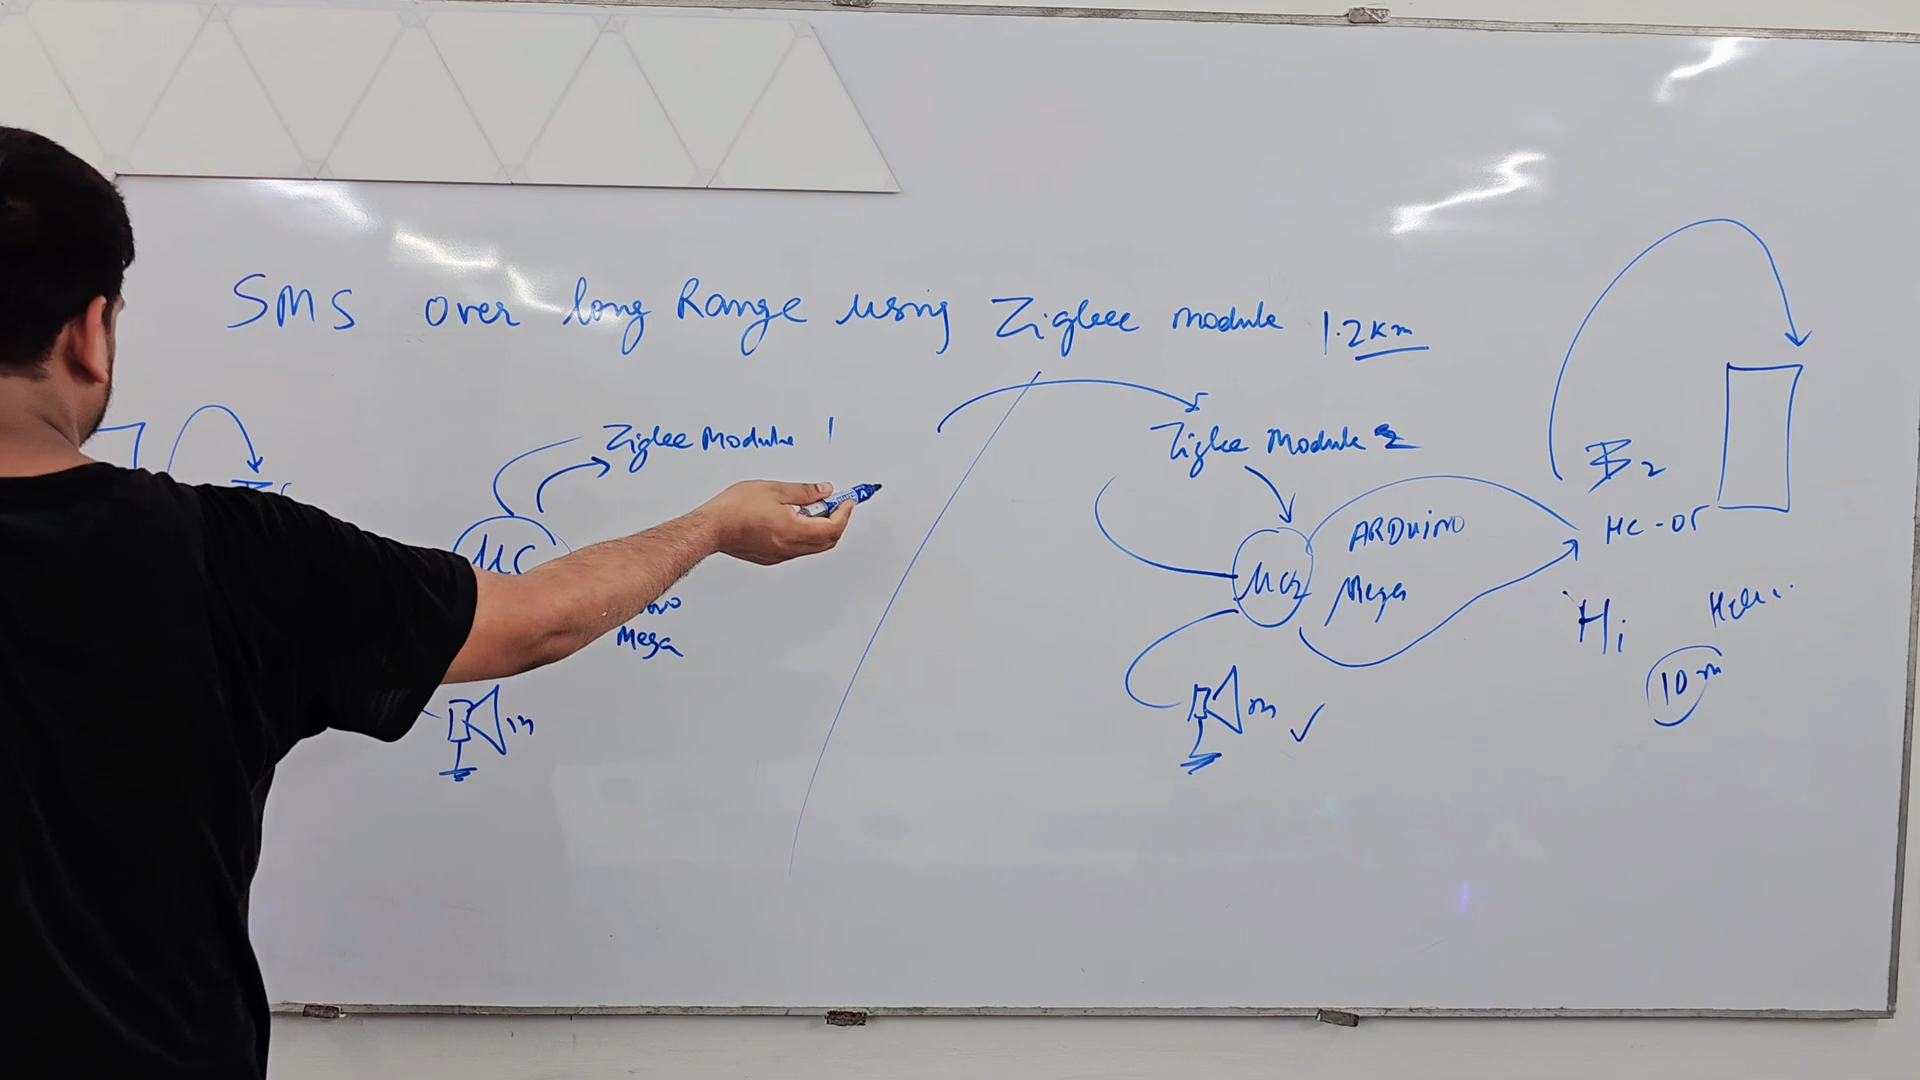 SMS over long Range using Zigbee module 1.2Km
Zigbee Module 1
Zigbee Module 2
HC-05
ARDUINO
Mega
MC
MC2
Mega
Hi
10m